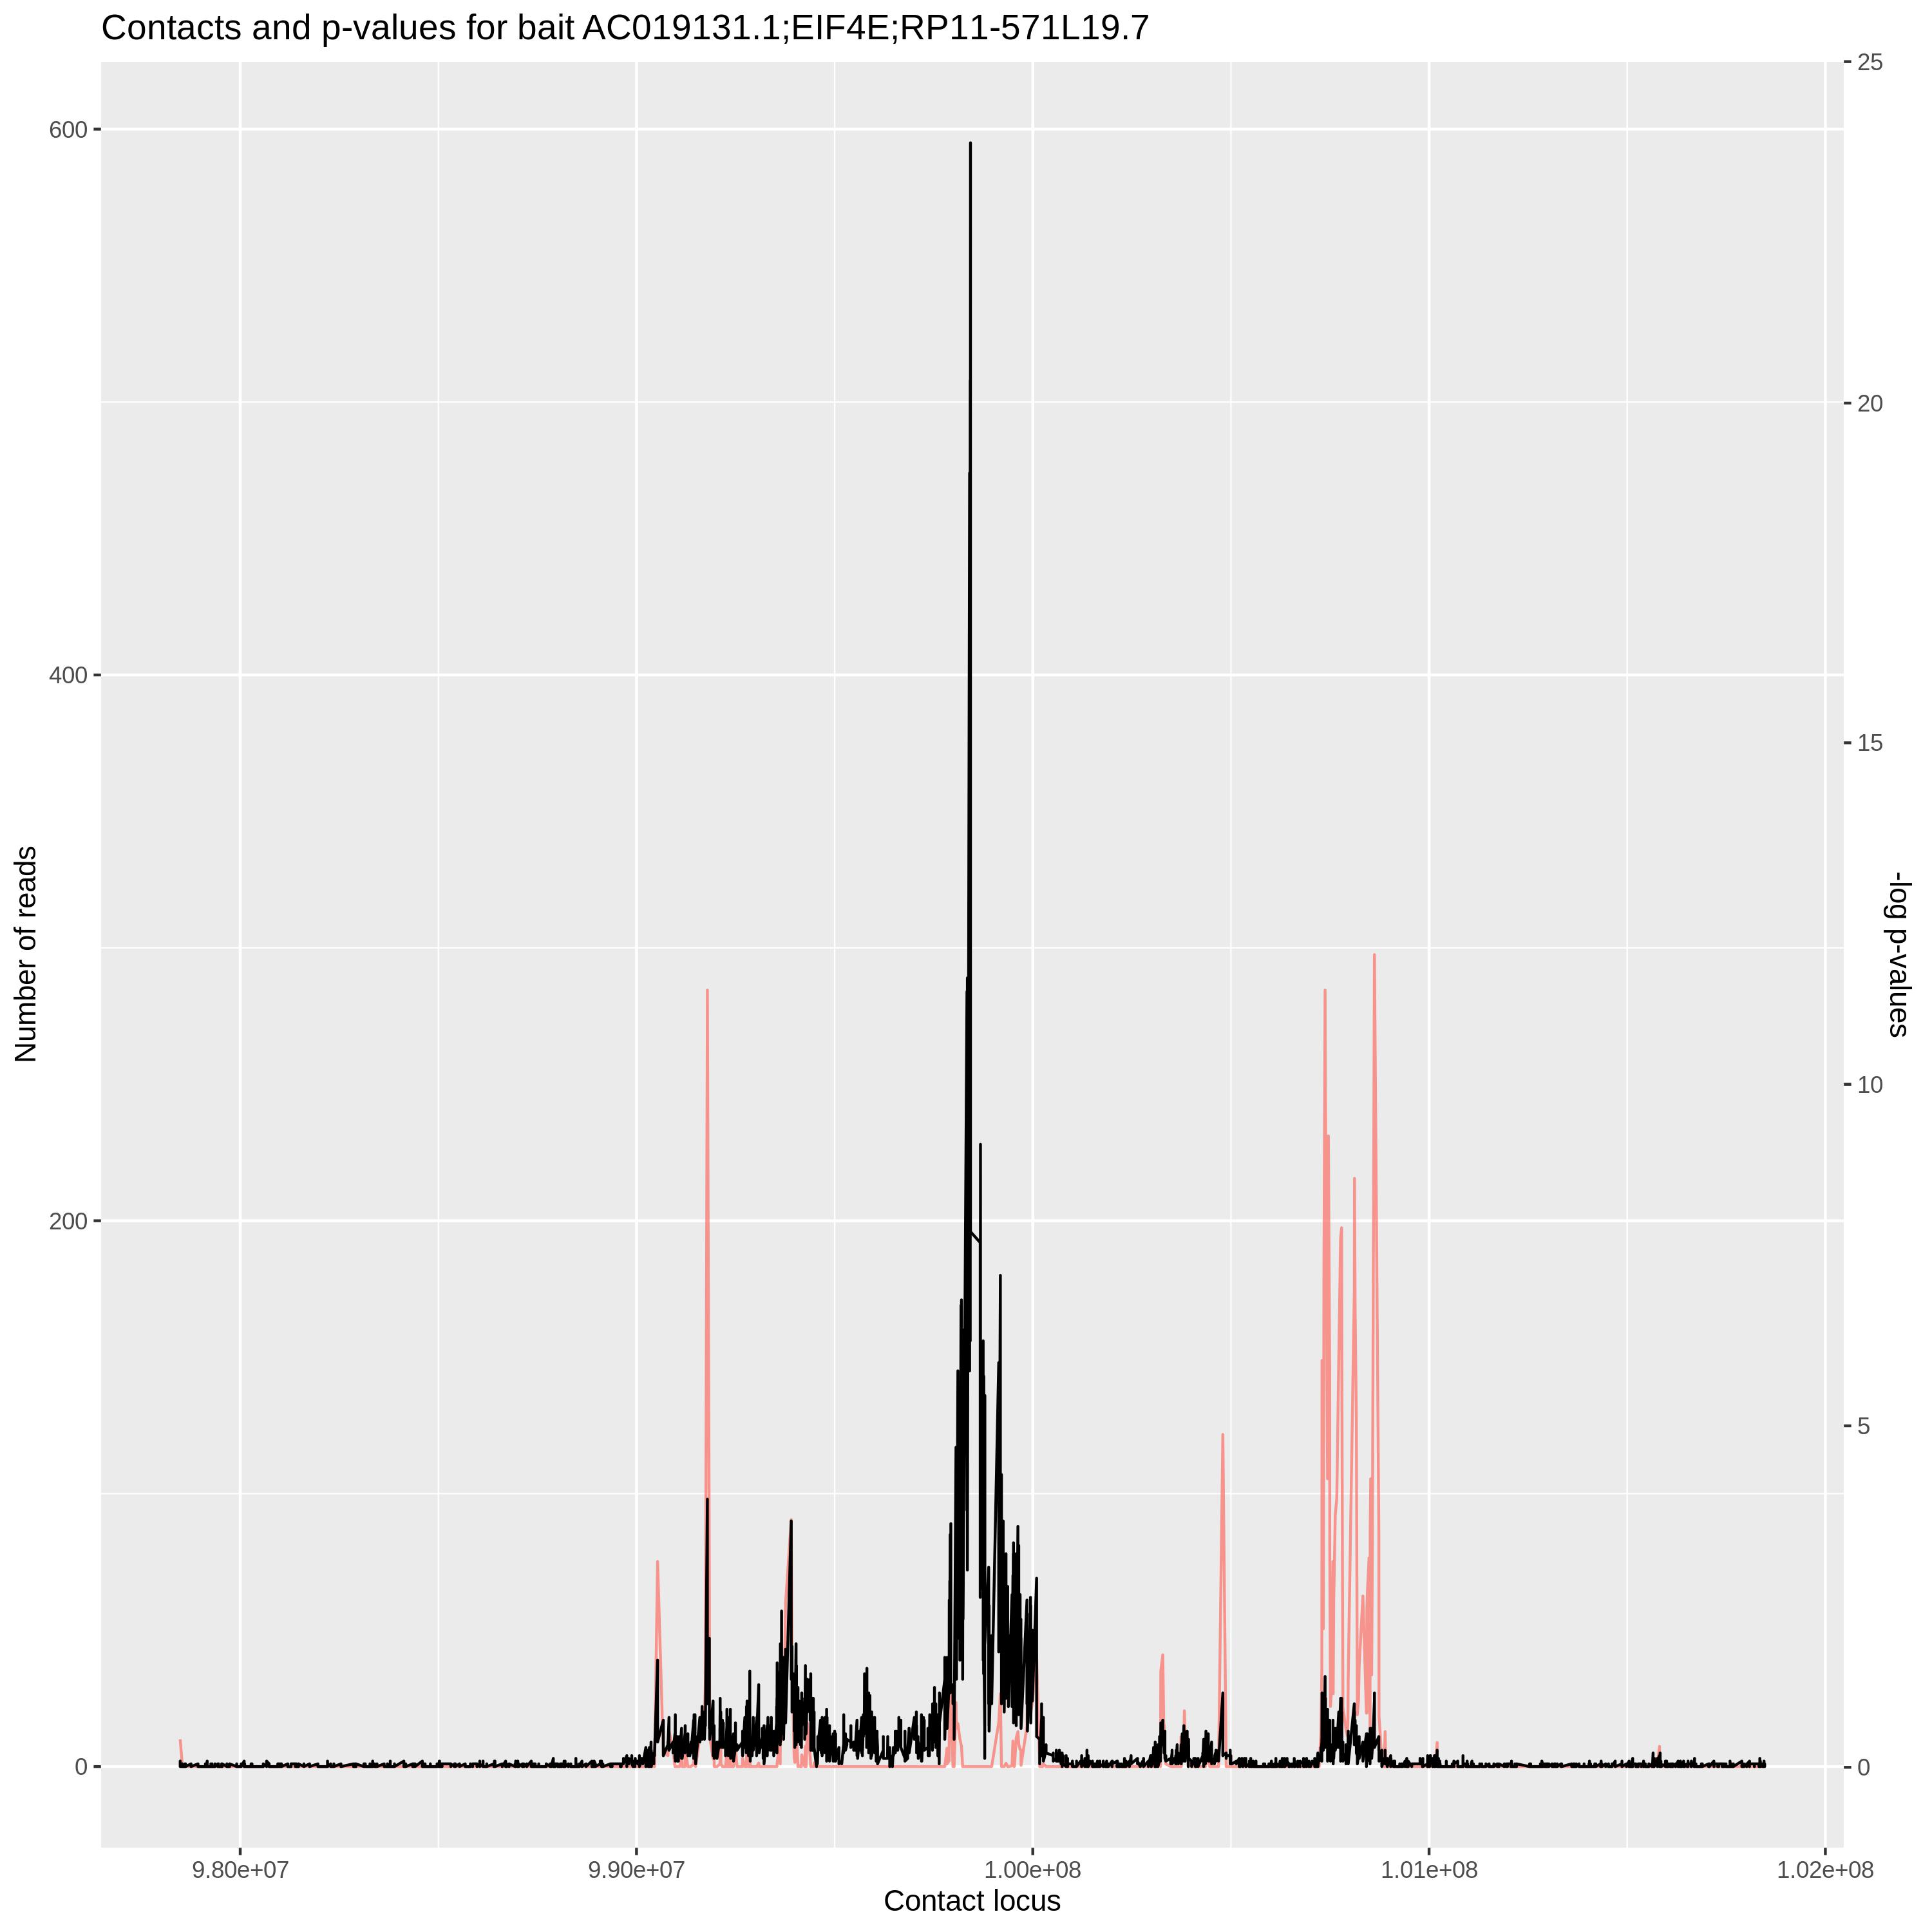 Contacts and p-values for bait AC019131.1;EIF4E;RP11-571L19.7
25
600
20
400
15
Number of reads
-log p-values
10
200
5
0
0
9.80e+07
9.90e+07
1.00e+08
1.01e+08
1.02e+08
Contact locus